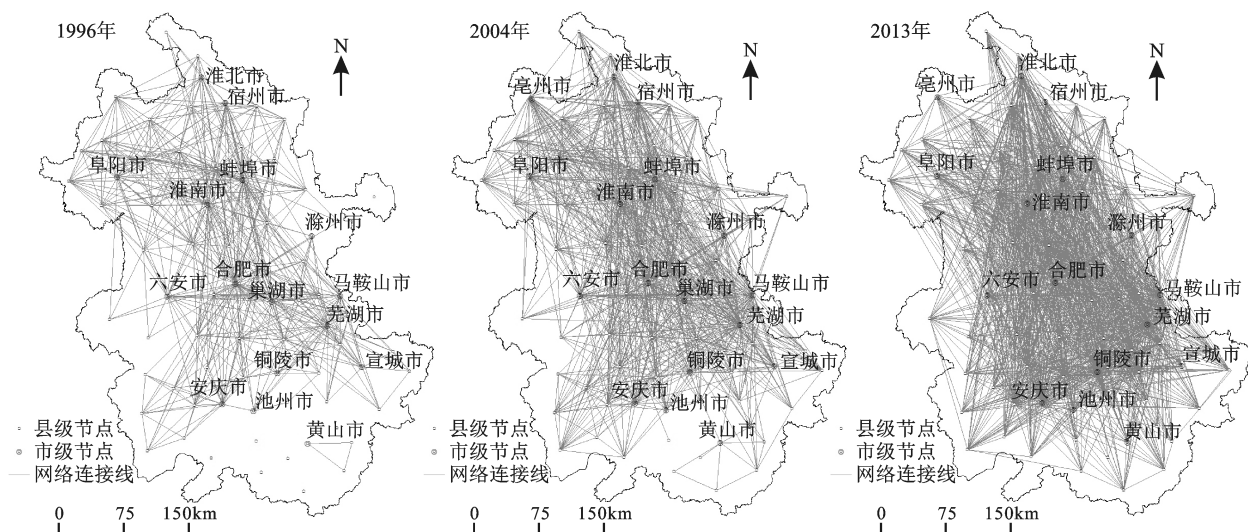 1996年
N
淮北市
宿州市
阜阳市
蚌埠市
淮南市
滁州市
合肥市
六安市
巢湖市
马鞍山市
芜湖市
铜陵市
宣城市
安庆市
池州市
黄山市
县级节点
市级节点
网络连接线
0 75 150km
2004年
N
淮北市
亳州市
宿州市
阜阳市
蚌埠市
淮南市
滁州市
合肥市
六安市
巢湖市
马鞍山市
芜湖市
铜陵市
宣城市
安庆市
池州市
黄山市
县级节点
市级节点
网络连接线
0 75 150km
2013年
N
淮北市
亳州市
宿州市
阜阳市
蚌埠市
淮南市
滁州市
合肥市
六安市
马鞍山市
芜湖市
铜陵市
宣城市
安庆市
池州市
黄山市
县级节点
市级节点
网络连接线
0 75 150km